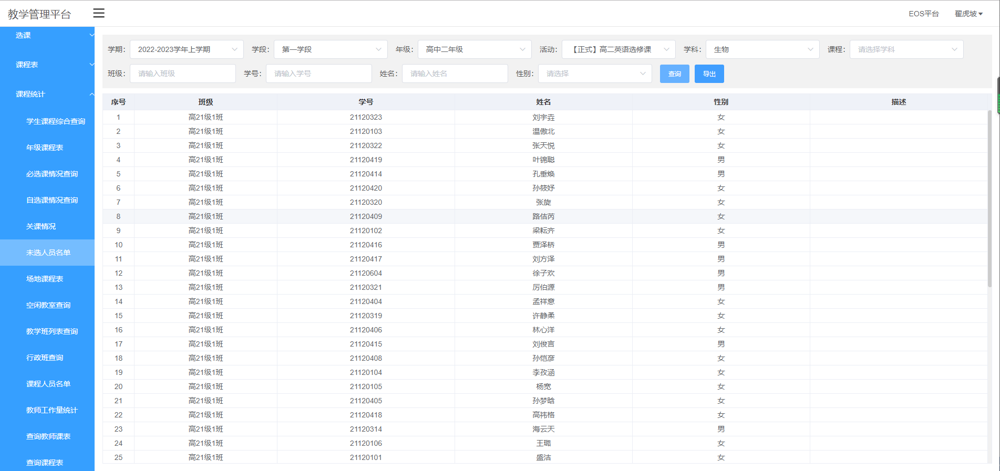 教学管理平台 EOS平台 翟虎坡
选课
课程表
课程统计
学生课程综合查询
年级课程表
必选课情况查询
自选课情况查询
关课情况
未选人员名单
场地课程表
空闲教室查询
教学班列表查询
行政班查询
课程人员名单
教师工作量统计
查询教师课表
查询课程表
学期: 2022-2023学年上学期 学段: 第一学段 年级: 高中二年级 活动: 【正式】高二英语选修课 学科: 生物 课程: 请选择学科
班级: 请输入班级 学号: 请输入学号 姓名: 请输入姓名 性别: 请选择 查询 导出
序号 班级 学号 姓名 性别 描述
1 高21级1班 21120323 刘宇垚 女
2 高21级1班 21120103 温傲北 女
3 高21级1班 21120322 张天悦 女
4 高21级1班 21120419 叶锦聪 男
5 高21级1班 21120414 孔垂焕 男
6 高21级1班 21120420 孙筱妤 女
7 高21级1班 21120320 张旋 女
8 高21级1班 21120409 路佶芮 女
9 高21级1班 21120102 梁耘齐 女
10 高21级1班 21120416 贾泽桥 男
11 高21级1班 21120417 刘方泽 男
12 高21级1班 21120604 徐子欢 男
13 高21级1班 21120321 厉伯源 男
14 高21级1班 21120404 孟祥意 女
15 高21级1班 21120319 许静柔 女
16 高21级1班 21120406 林心洋 女
17 高21级1班 21120415 刘俊言 男
18 高21级1班 21120408 孙恺彦 女
19 高21级1班 21120104 李孜涵 女
20 高21级1班 21120105 杨宽 女
21 高21级1班 21120405 孙梦晗 女
22 高21级1班 21120418 高祎格 女
23 高21级1班 21120314 海云天 男
24 高21级1班 21120106 王璐 女
25 高21级1班 21120101 盛洁 女